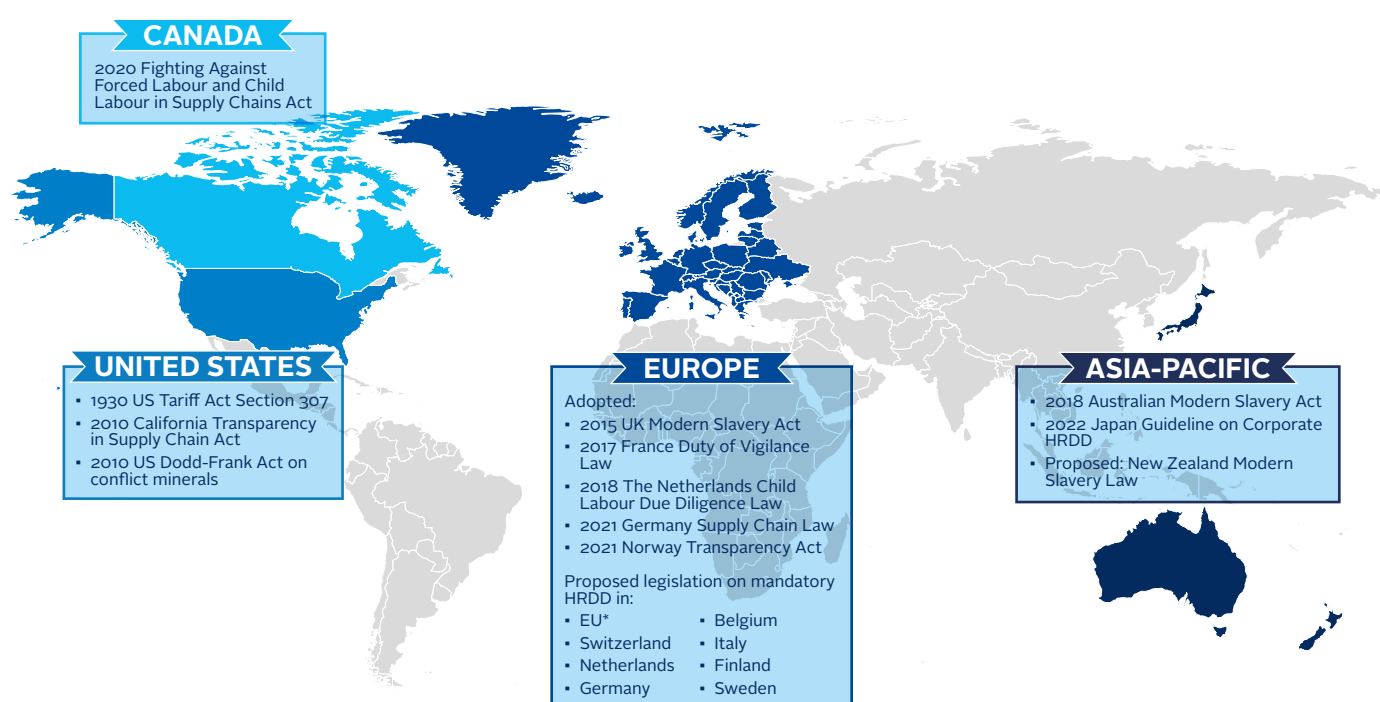 CANADA
2020 Fighting Against
Forced Labour and Child
Labour in Supply Chains Act
UNITED STATES
▪ 1930 US Tariff Act Section 307
▪ 2010 California Transparency
in Supply Chain Act
▪ 2010 US Dodd-Frank Act on
conflict minerals
EUROPE
Adopted:
▪ 2015 UK Modern Slavery Act
▪ 2017 France Duty of Vigilance
Law
▪ 2018 The Netherlands Child
Labour Due Diligence Law
▪ 2021 Germany Supply Chain Law
▪ 2021 Norway Transparency Act
Proposed legislation on mandatory
HRDD in:
▪ EU*
▪ Switzerland
▪ Netherlands
▪ Germany
▪ Belgium
▪ Italy
▪ Finland
▪ Sweden
ASIA-PACIFIC
▪ 2018 Australian Modern Slavery Act
▪ 2022 Japan Guideline on Corporate
HRDD
▪ Proposed: New Zealand Modern
Slavery Law